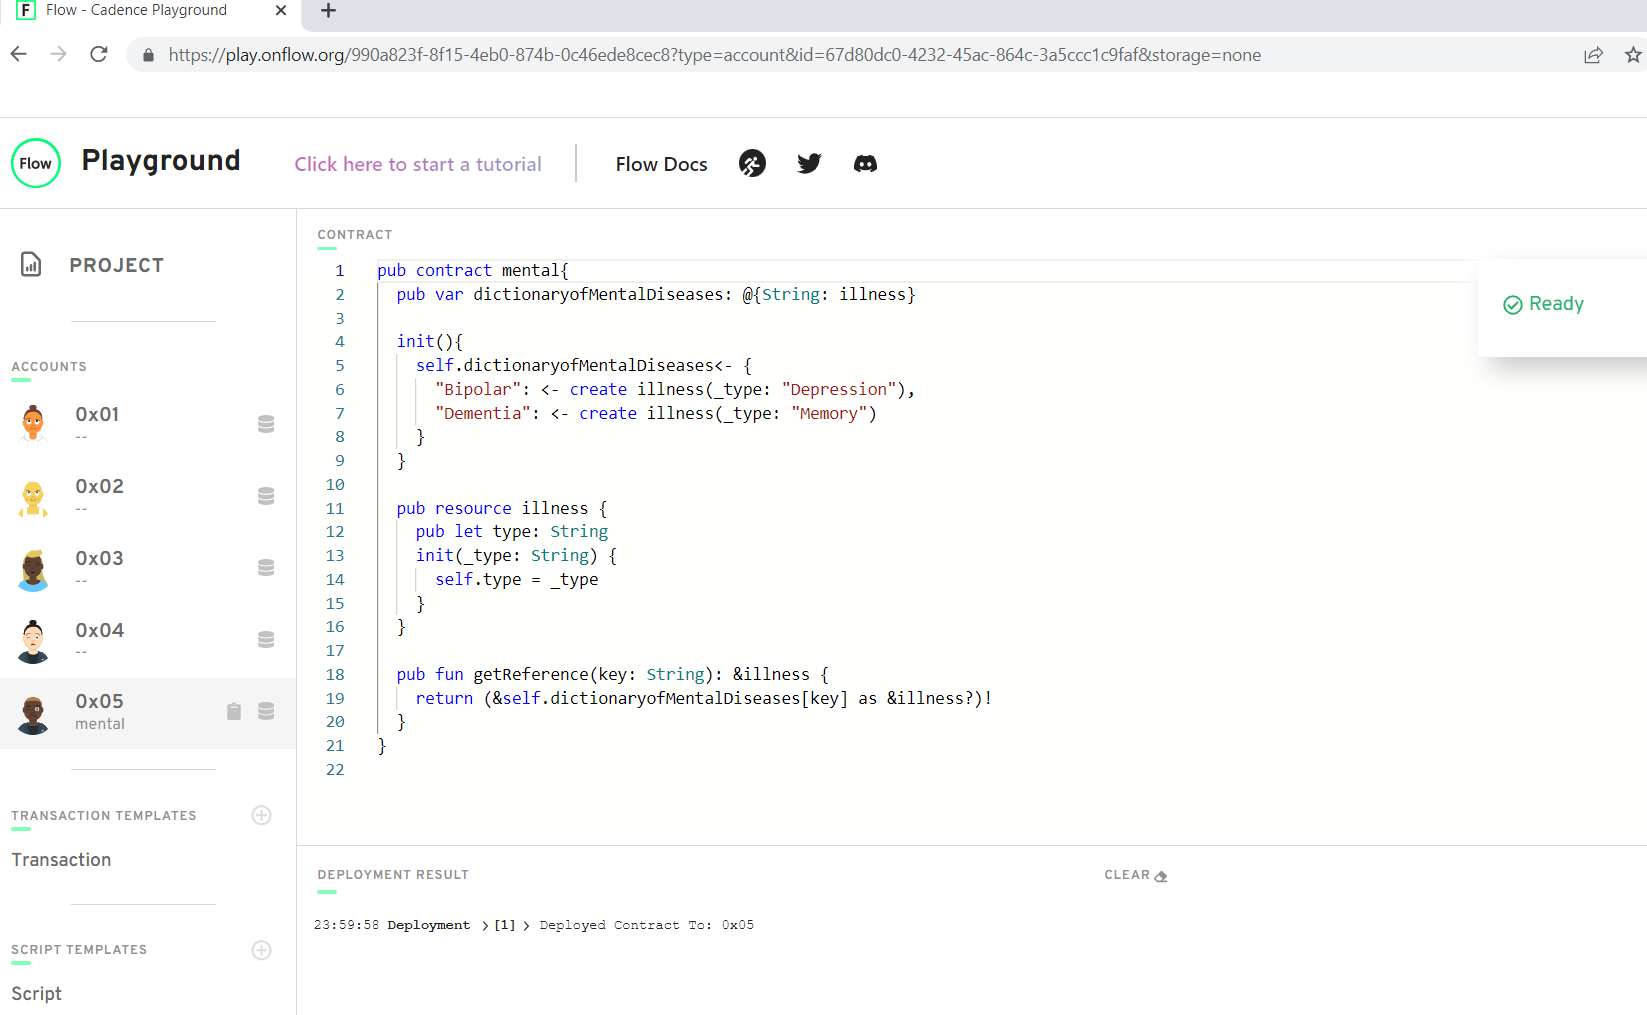 F Flow - Cadence Playground
https://play.onflow.org/990a823f-8f15-4eb0-874b-0c46ede8cec8?type=account&id=67d80dc0-4232-45ac-864c-3a5ccc1c9faf&storage=none
Flow Playground Click here to start a tutorial Flow Docs
PROJECT
ACCOUNTS
0x01
--
0x02
--
0x03
--
0x04
--
0x05
mental
TRANSACTION TEMPLATES
Transaction
SCRIPT TEMPLATES
Script
CONTRACT
1 pub contract mental{
2 pub var dictionaryofMentalDiseases: @{String: illness}
3
4 init(){
5 self.dictionaryofMentalDiseases<- {
6 "Bipolar": <- create illness(_type: "Depression"),
7 "Dementia": <- create illness(_type: "Memory")
8 }
9 }
10
11 pub resource illness {
12 pub let type: String
13 init(_type: String) {
14 self.type = _type
15 }
16 }
17
18 pub fun getReference(key: String): &illness {
19 return (&self.dictionaryofMentalDiseases[key] as &illness?)!
20 }
21 }
22
Ready
DEPLOYMENT RESULT CLEAR
23:59:58 Deployment > [1] > Deployed Contract To: 0x05